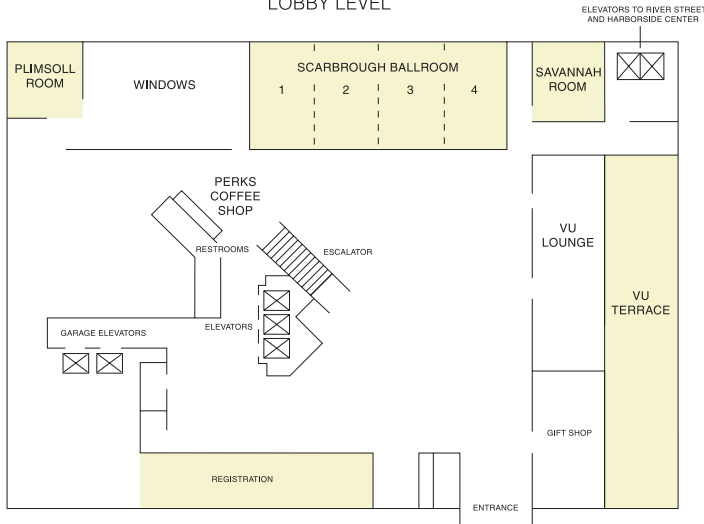 LOBBY LEVEL
ELEVATORS TO RIVER STREET
AND HARBORSIDE CENTER
PLIMSOLL
ROOM
WINDOWS
SCARBROUGH BALLROOM
1 2 3 4
SAVANNAH
ROOM
PERKS
COFFEE
SHOP
RESTROOMS
ESCALATOR
VU
LOUNGE
VU
TERRACE
GARAGE ELEVATORS
ELEVATORS
GIFT SHOP
REGISTRATION
ENTRANCE